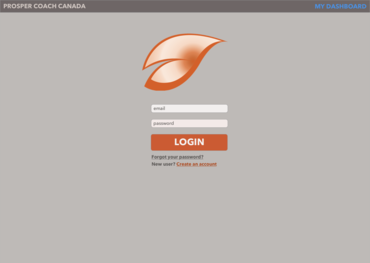 PROSPER COACH CANADA
MY DASHBOARD
email
password
LOGIN
Forgot your password?
New user? Create an account